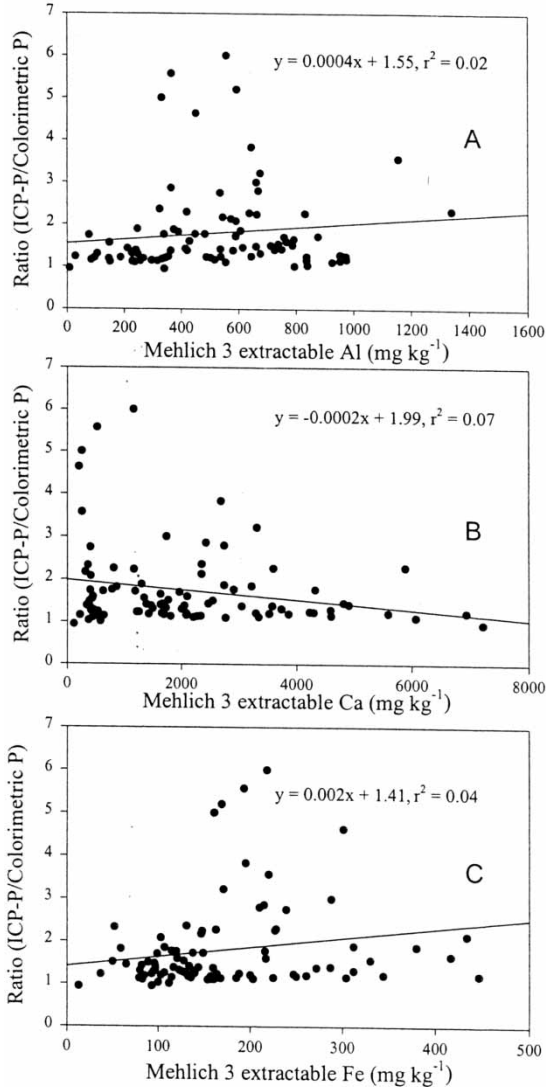 7
6
5
4
3
2
1
0
Ratio (ICP-P/Colorimetric P)
y = 0.0004x + 1.55, r² = 0.02
A
0 200 400 600 800 1000 1200 1400 1600
Mehlich 3 extractable Al (mg kg⁻¹)
7
6
5
4
3
2
1
0
Ratio (ICP-P/Colorimetric P)
y = -0.0002x + 1.99, r² = 0.07
B
0 2000 4000 6000 8000
Mehlich 3 extractable Ca (mg kg⁻¹)
7
6
5
4
3
2
1
0
Ratio (ICP-P/Colorimetric P)
y = 0.002x + 1.41, r² = 0.04
C
0 100 200 300 400 500
Mehlich 3 extractable Fe (mg kg⁻¹)